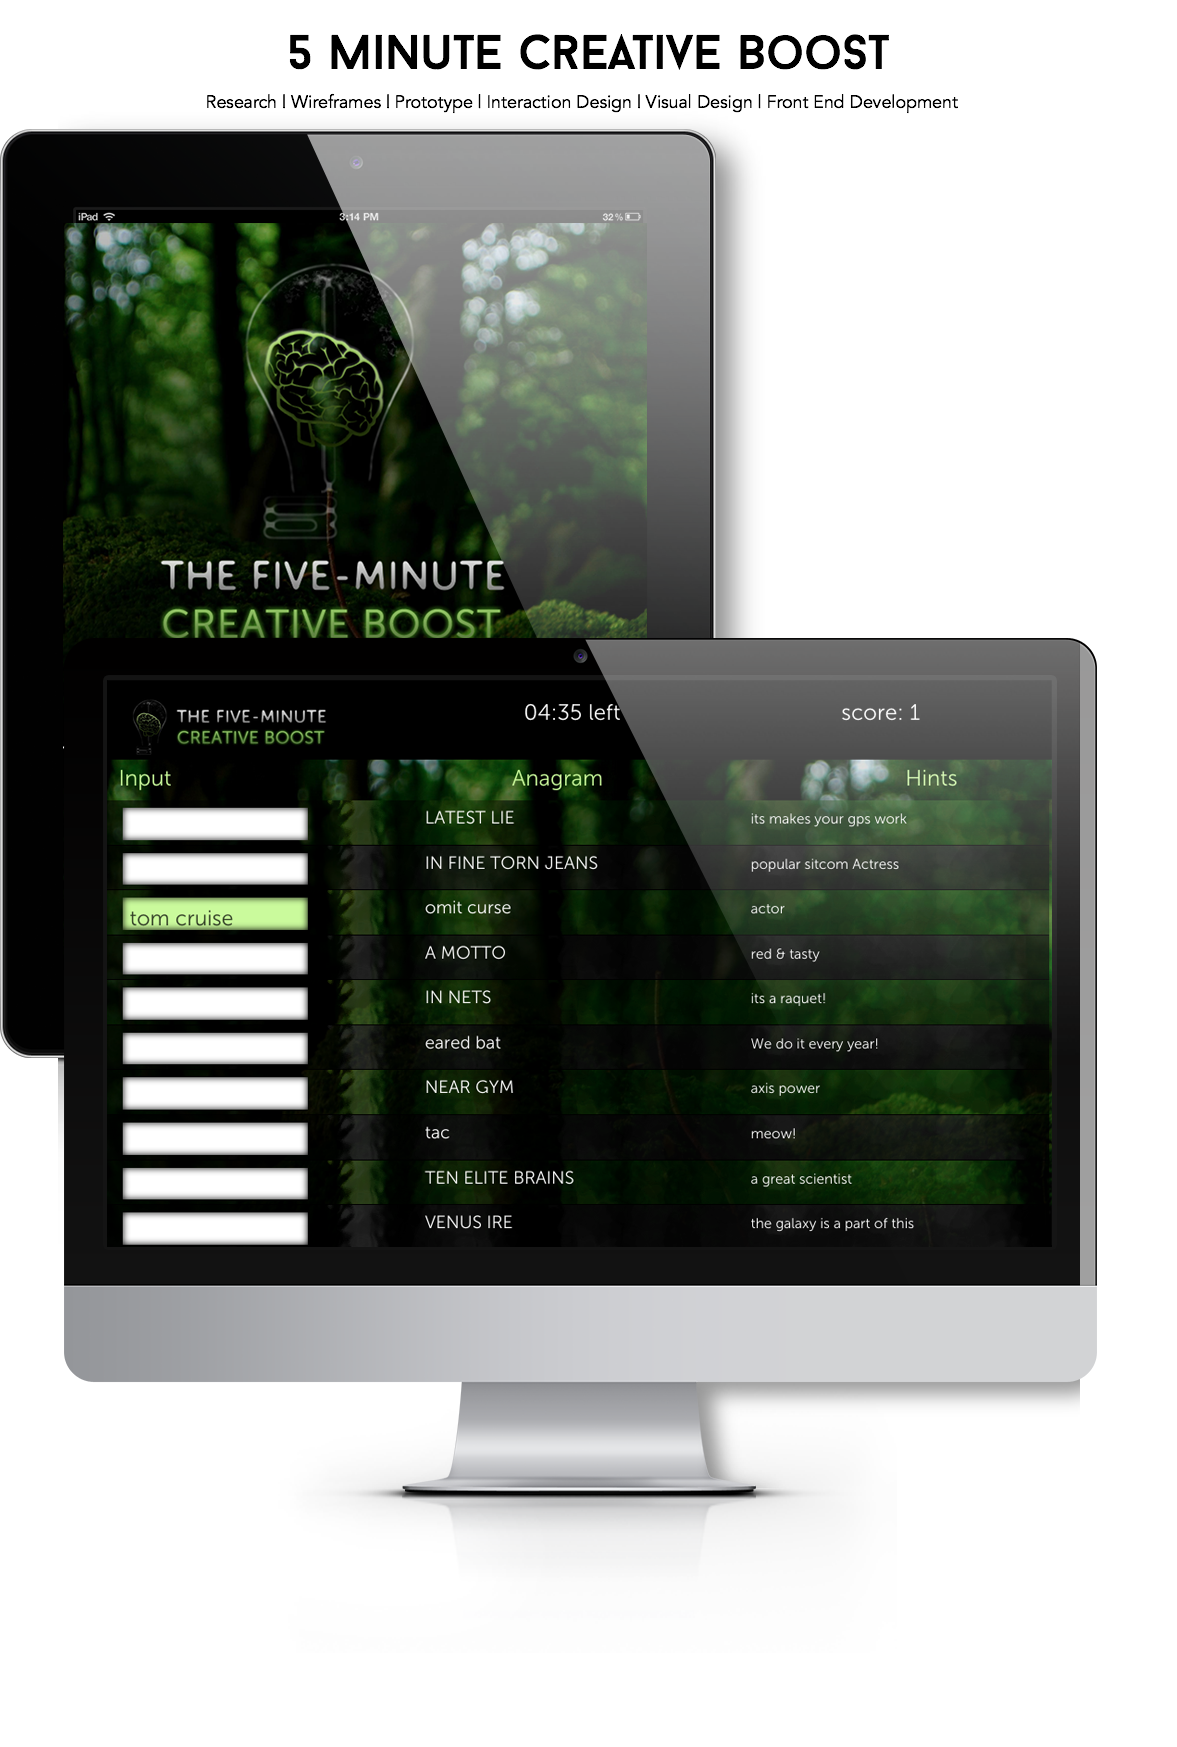 5 MINUTE CREATIVE BOOST
Research | Wireframes | Prototype | Interaction Design | Visual Design | Front End Development
iPad 3:14 PM 32%
THE FIVE-MINUTE
CREATIVE BOOST
THE FIVE-MINUTE
CREATIVE BOOST
04:35 left
score: 1
Input Anagram Hints
LATEST LIE its makes your gps work
IN FINE TORN JEANS popular sitcom Actress
tom cruise omit curse actor
A MOTTO red & tasty
IN NETS its a raquet!
eared bat We do it every year!
NEAR GYM axis power
tac meow!
TEN ELITE BRAINS a great scientist
VENUS IRE the galaxy is a part of this